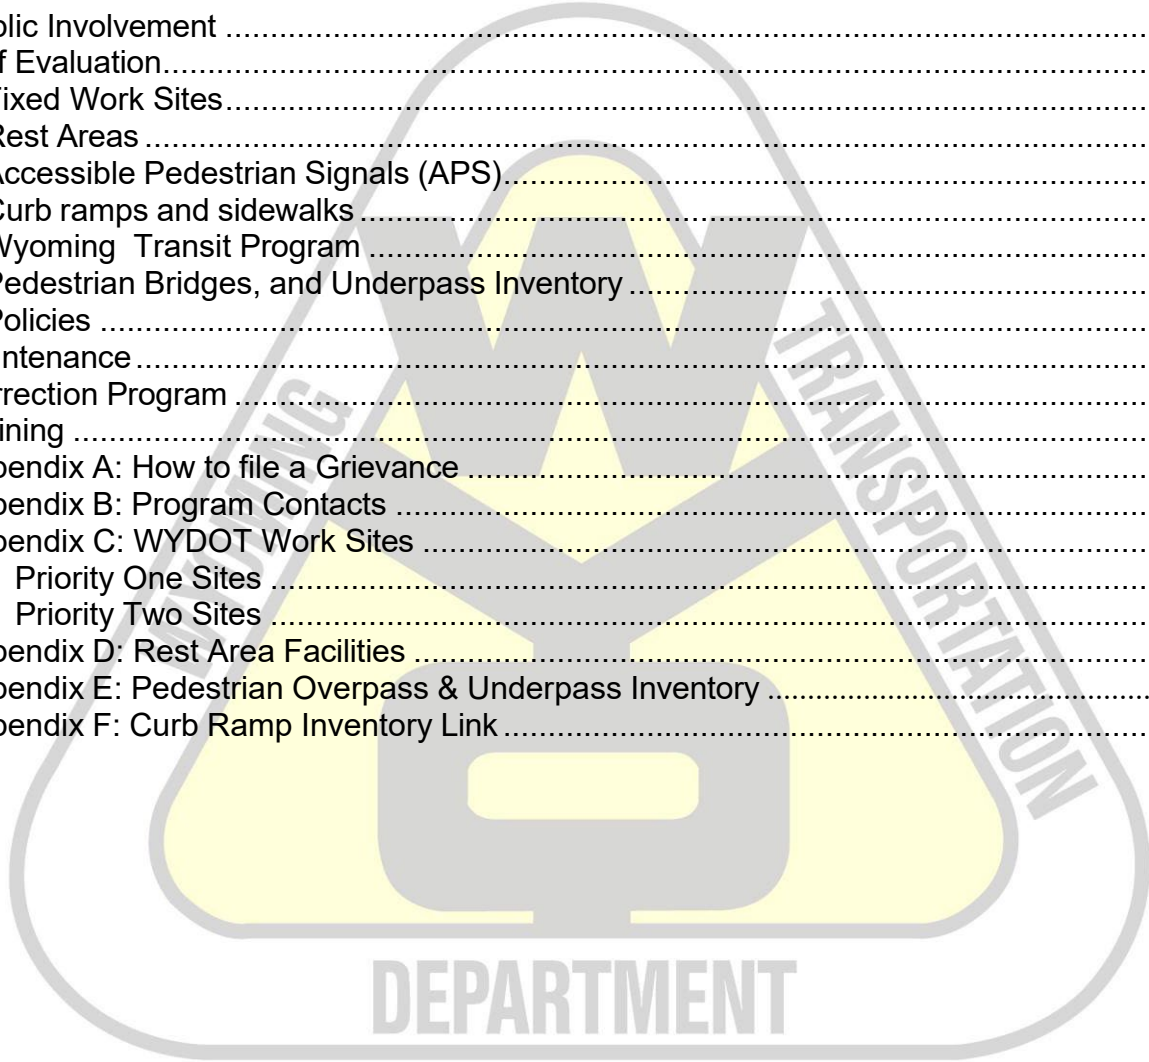 blic Involvement
f Evaluation
ixed Work Sites
Rest Areas
Accessible Pedestrian Signals (APS)
Curb ramps and sidewalks
Wyoming Transit Program
Pedestrian Bridges, and Underpass Inventory
Policies
ntenance
rrection Program
ining
pendix A: How to file a Grievance
pendix B: Program Contacts
pendix C: WYDOT Work Sites
Priority One Sites
Priority Two Sites
pendix D: Rest Area Facilities
pendix E: Pedestrian Overpass & Underpass Inventory
pendix F: Curb Ramp Inventory Link
WYOMING
TRANSPORTATION
DEPARTMENT